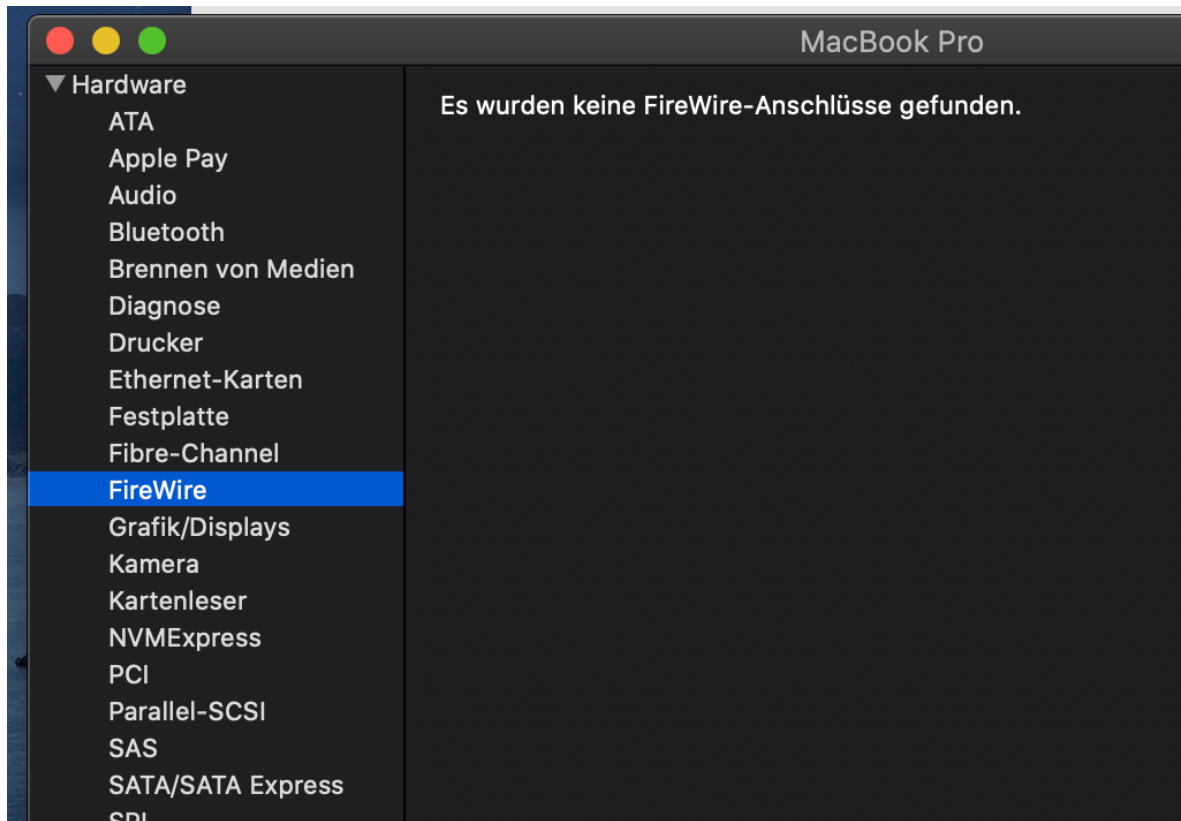 MacBook Pro
Hardware
ATA
Apple Pay
Audio
Bluetooth
Brennen von Medien
Diagnose
Drucker
Ethernet-Karten
Festplatte
Fibre-Channel
FireWire
Grafik/Displays
Kamera
Kartenleser
NVMExpress
PCI
Parallel-SCSI
SAS
SATA/SATA Express
SPI
Es wurden keine FireWire-Anschlüsse gefunden.